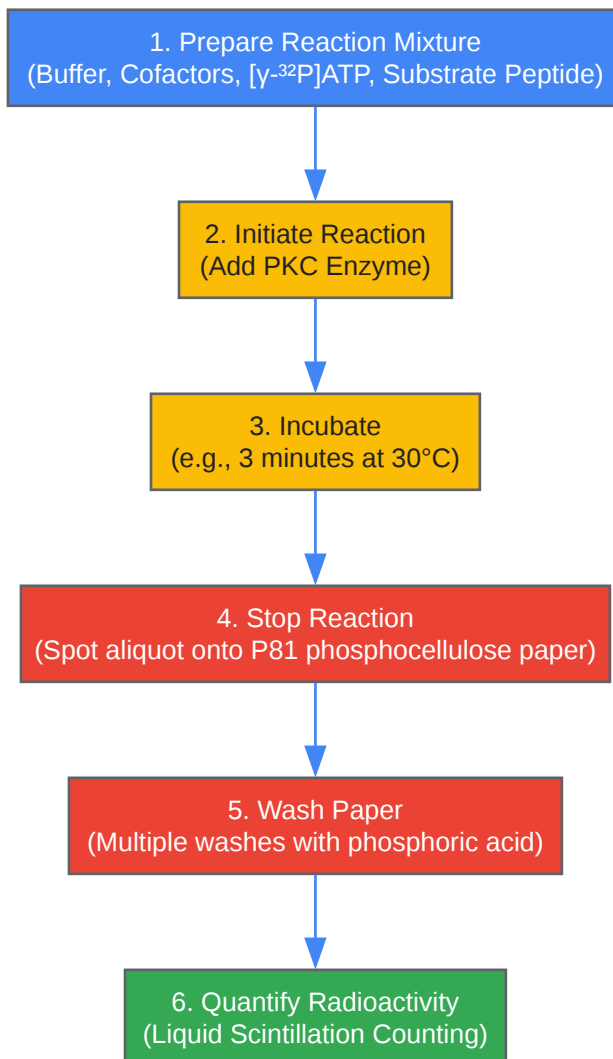 1. Prepare Reaction Mixture
(Buffer, Cofactors, [γ-³²P]ATP, Substrate Peptide)
2. Initiate Reaction
(Add PKC Enzyme)
3. Incubate
(e.g., 3 minutes at 30°C)
4. Stop Reaction
(Spot aliquot onto P81 phosphocellulose paper)
5. Wash Paper
(Multiple washes with phosphoric acid)
6. Quantify Radioactivity
(Liquid Scintillation Counting)